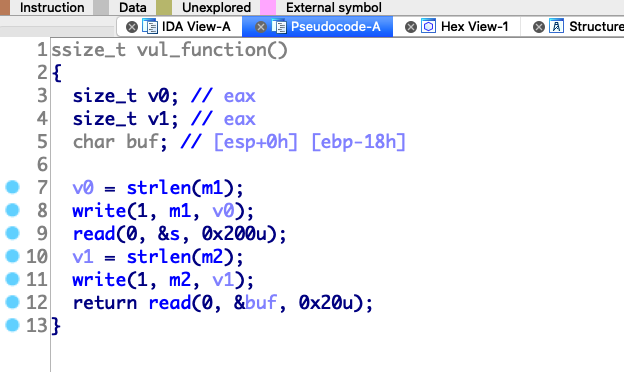 Instruction Data Unexplored External symbol
IDA View-A Pseudocode-A Hex View-1 Structure
1 ssize_t vul_function()
2 {
3 size_t v0; // eax
4 size_t v1; // eax
5 char buf; // [esp+0h] [ebp-18h]
6
7 v0 = strlen(m1);
8 write(1, m1, v0);
9 read(0, &s, 0x200u);
10 v1 = strlen(m2);
11 write(1, m2, v1);
12 return read(0, &buf, 0x20u);
13 }